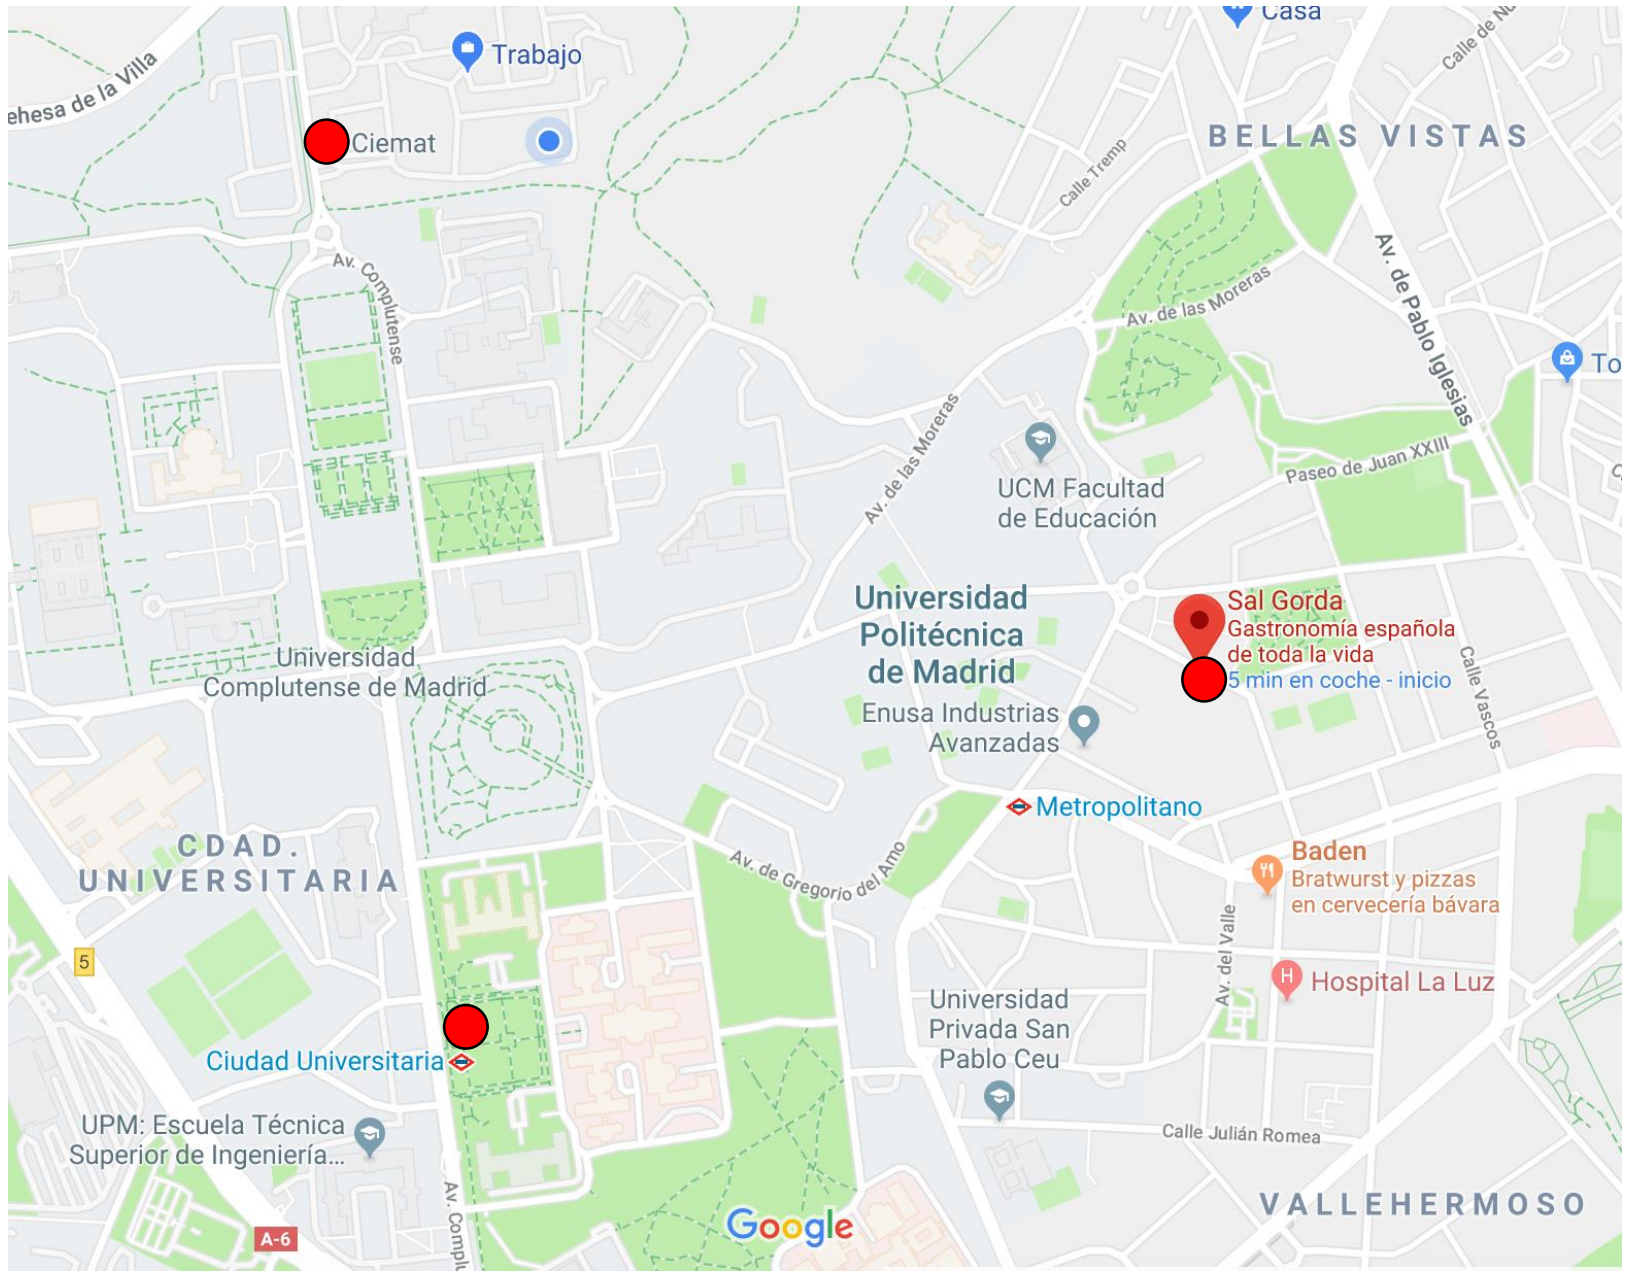 Casa
Calle de
Trabajo
ehesa de la Villa
Ciemat
BELLAS VISTAS
Calle Tremp
Av. Complutense
Av. de las Moreras
Av. de Pablo Iglesias
To
Av. de las Moreras
Paseo de Juan XXIII
UCM Facultad
de Educación
Universidad
Politécnica
de Madrid
Sal Gorda
Gastronomía española
de toda la vida
5 min en coche - inicio
Calle Vascos
Universidad
Complutense de Madrid
Enusa Industrias
Avanzadas
Metropolitano
CDAD.
UNIVERSITARIA
Av. de Gregorio del Amo
Baden
Bratwurst y pizzas
en cervecería bávara
Av. del Valle
5
Hospital La Luz
Universidad
Privada San
Pablo Ceu
Ciudad Universitaria
UPM: Escuela Técnica
Superior de Ingeniería...
Calle Julián Romea
Av. Complu
VALLEHERMOSO
Google
A-6